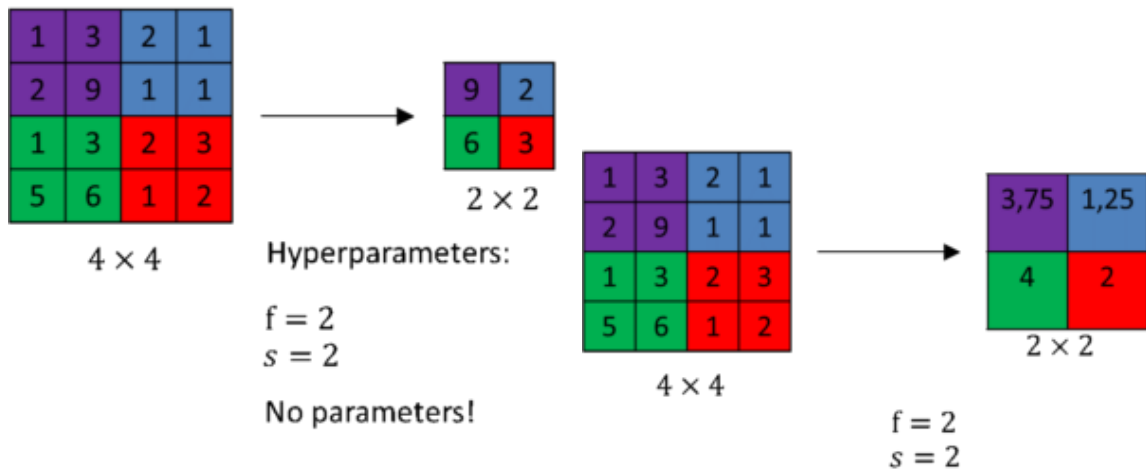 1 3 2 1
2 9 1 1
1 3 2 3
5 6 1 2
4 × 4
9 2
6 3
2 × 2
Hyperparameters:
f = 2
s = 2
No parameters!
1 3 2 1
2 9 1 1
1 3 2 3
5 6 1 2
4 × 4
3,75 1,25
4 2
2 × 2
f = 2
s = 2